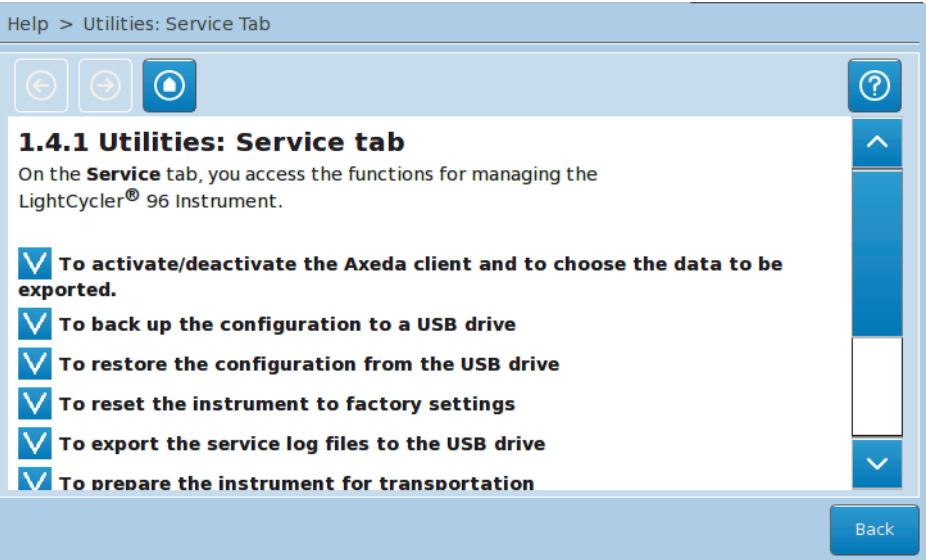 Help > Utilities: Service Tab
1.4.1 Utilities: Service tab
On the Service tab, you access the functions for managing the
LightCycler® 96 Instrument.
To activate/deactivate the Axeda client and to choose the data to be
exported.
To back up the configuration to a USB drive
To restore the configuration from the USB drive
To reset the instrument to factory settings
To export the service log files to the USB drive
To prepare the instrument for transportation
Back